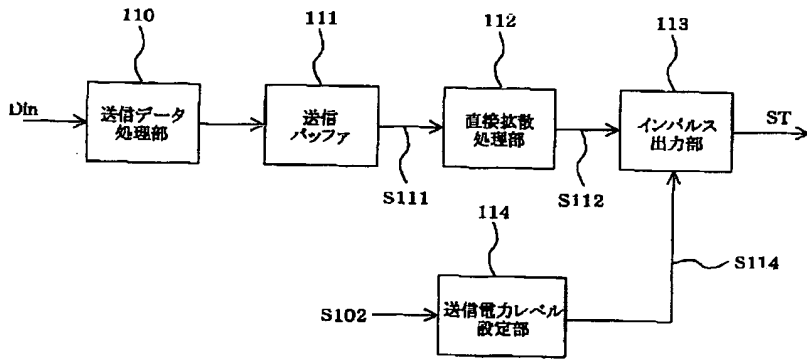 110
111
112
113
Din
送信データ
処理部
送信
バッファ
直接拡散
処理部
インパルス
出力部
ST
S111
S112
114
S114
S102
送信電力レベル
設定部